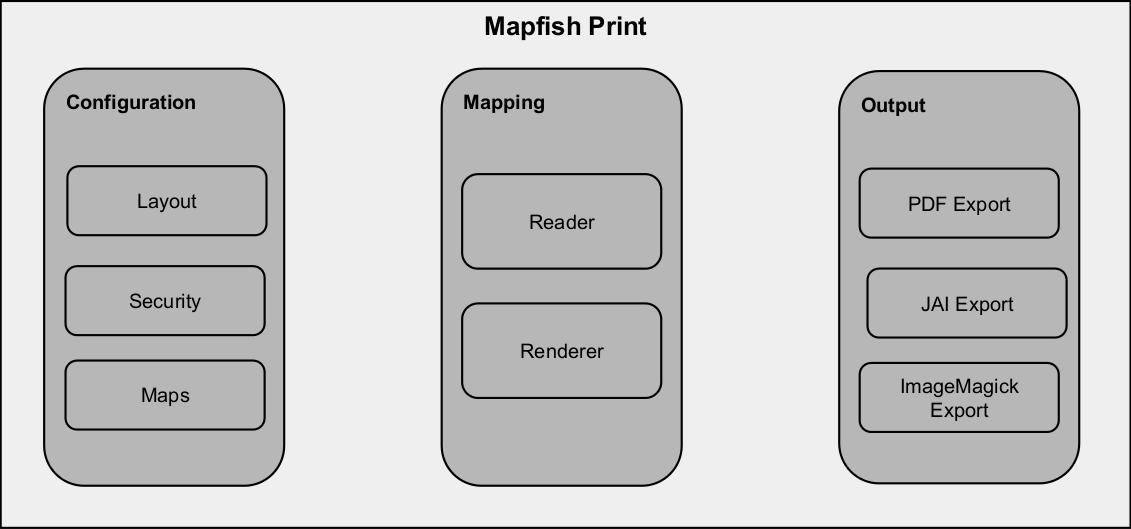 Mapfish Print
Configuration
Layout
Security
Maps
Mapping
Reader
Renderer
Output
PDF Export
JAI Export
ImageMagick
Export